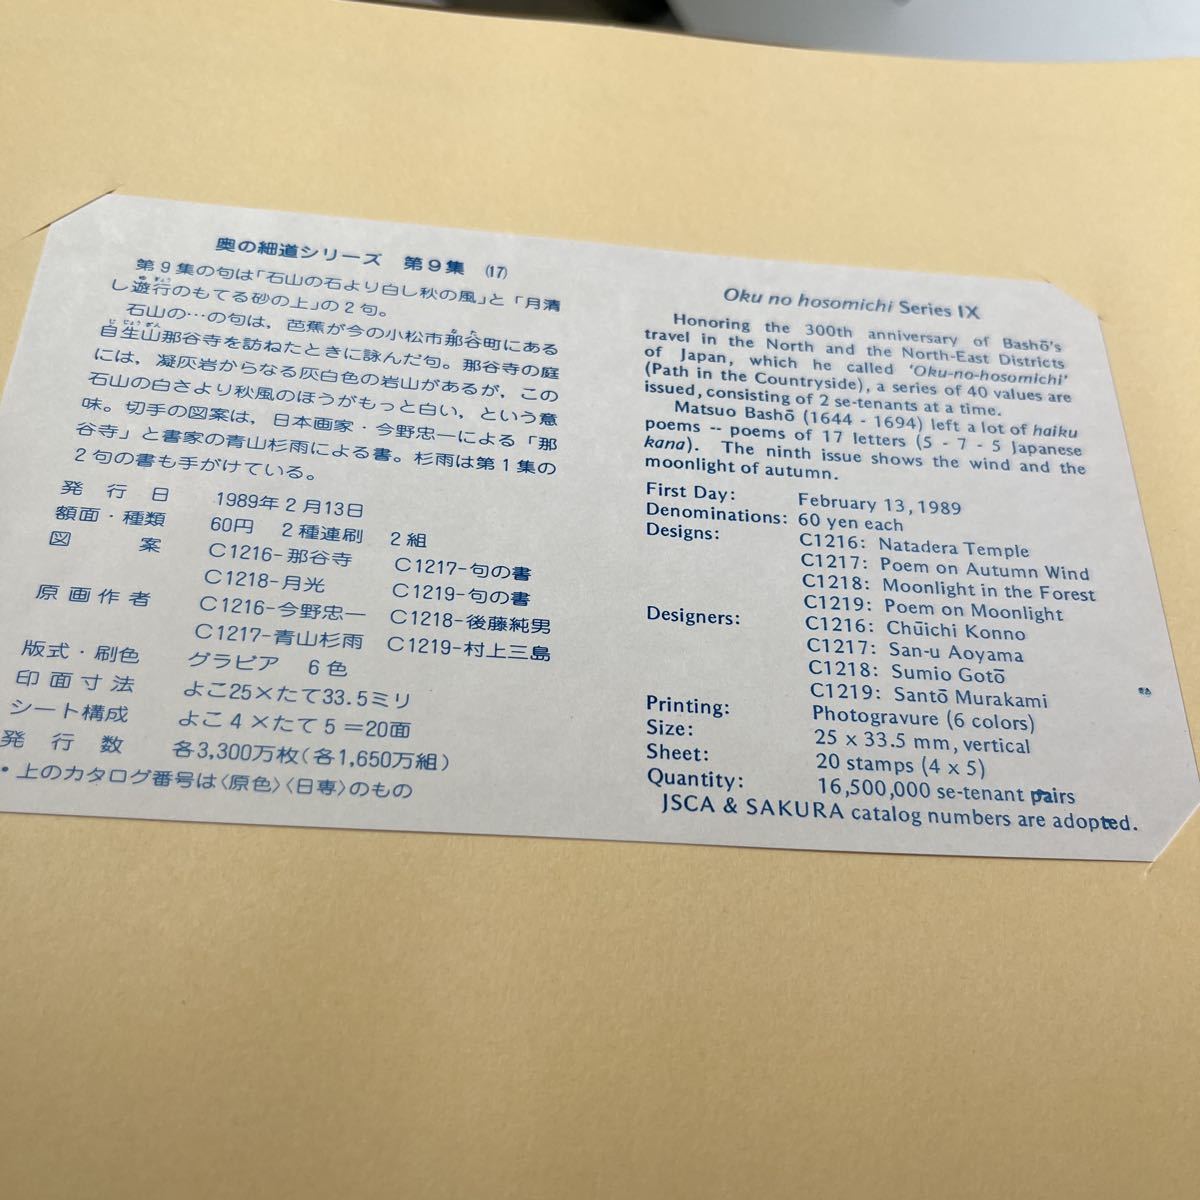 奥の細道シリーズ 第9集 (17)
第9集の句は「石山の石より白し秋の風」と「月清
し遊行のもてる砂の上」の2句。
石山の…の句は，芭蕉が今の小松市那谷町にある
自生山那谷寺を訪ねたときに詠んだ句。那谷寺の庭
には，凝灰岩からなる灰白色の岩山があるが，この
石山の白さより秋風のほうがもっと白い，という意
味。切手の図案は，日本画家・今野忠一による「那
谷寺」と書家の青山杉雨による書。杉雨は第1集の
2句の書も手がけている。
発行日 1989年2月13日
額面・種類 60円 2種連刷 2組
図案 C1216-那谷寺 C1217-句の書
C1218-月光 C1219-句の書
原画作者 C1216-今野忠一 C1218-後藤純男
C1217-青山杉雨 C1219-村上三島
版式・刷色 グラビア 6色
印面寸法 よこ25×たて33.5ミリ
シート構成 よこ4×たて5＝20面
発行数 各3,300万枚(各1,650万組)
・上のカタログ番号は〈原色〉〈日専〉のもの
Oku no hosomichi Series IX
Honoring the 300th anniversary of Bashō's
travel in the North and the North-East Districts
of Japan, which he called 'Oku-no-hosomichi'
(Path in the Countryside), a series of 40 values are
issued, consisting of 2 se-tenants at a time.
Matsuo Bashō (1644 - 1694) left a lot of haiku
poems -- poems of 17 letters (5 - 7 - 5 Japanese
kana). The ninth issue shows the wind and the
moonlight of autumn.
First Day: February 13, 1989
Denominations: 60 yen each
Designs: C1216: Natadera Temple
C1217: Poem on Autumn Wind
C1218: Moonlight in the Forest
C1219: Poem on Moonlight
Designers: C1216: Chūichi Konno
C1217: San-u Aoyama
C1218: Sumio Gotō
C1219: Santō Murakami
Printing: Photogravure (6 colors)
Size: 25 x 33.5 mm, vertical
Sheet: 20 stamps (4 x 5)
Quantity: 16,500,000 se-tenant pairs
JSCA & SAKURA catalog numbers are adopted.